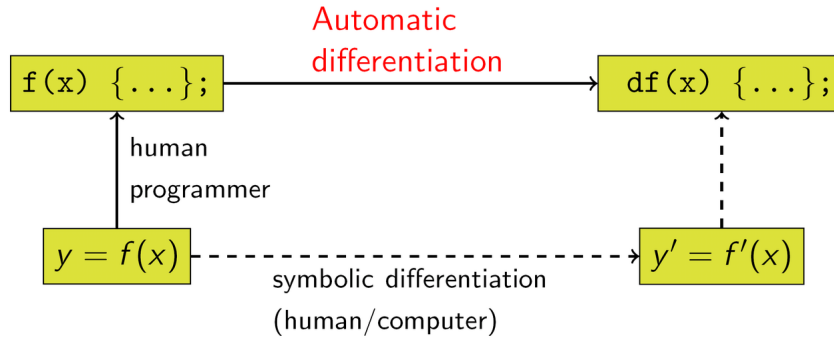 Automatic
differentiation
f(x) {...};
df(x) {...};
human
programmer
y = f(x)
y′ = f′(x)
symbolic differentiation
(human/computer)